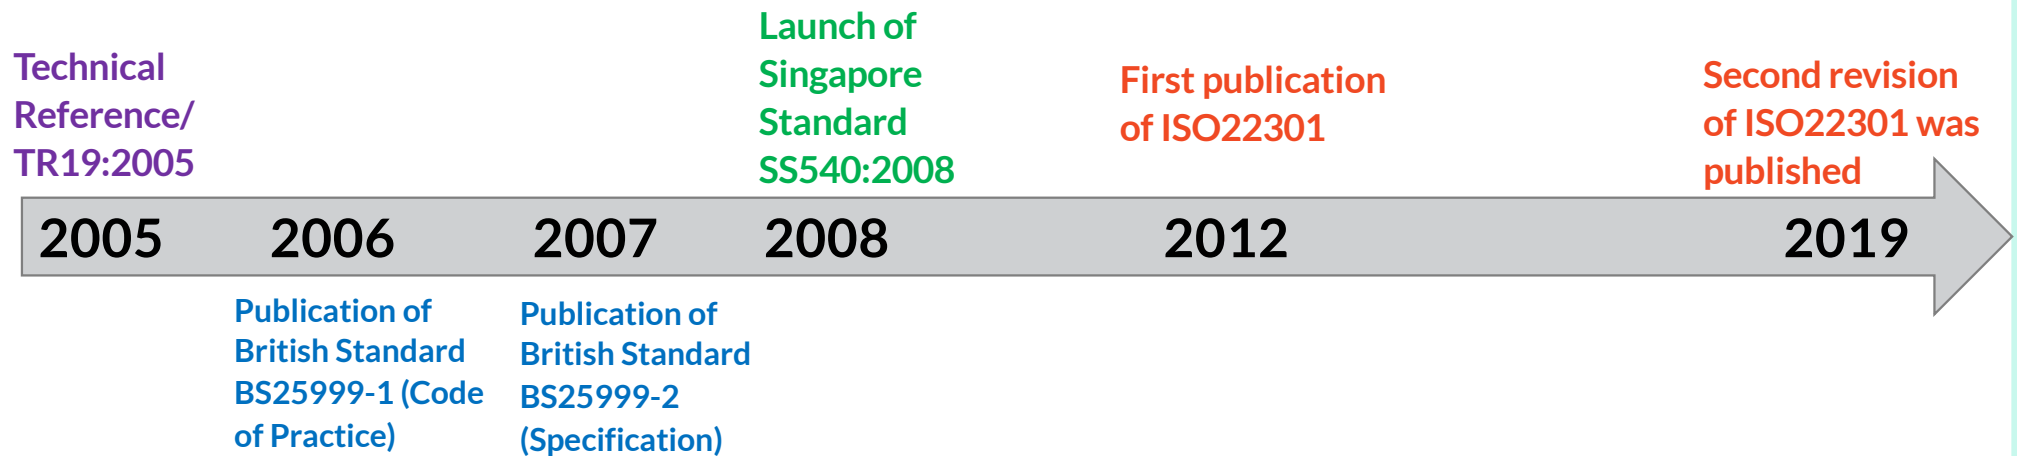 Technical
Reference/
TR19:2005
Launch of
Singapore
Standard
SS540:2008
First publication
of ISO22301
Second revision
of ISO22301 was
published
2005 2006 2007 2008 2012 2019
Publication of
British Standard
BS25999-1 (Code
of Practice)
Publication of
British Standard
BS25999-2
(Specification)